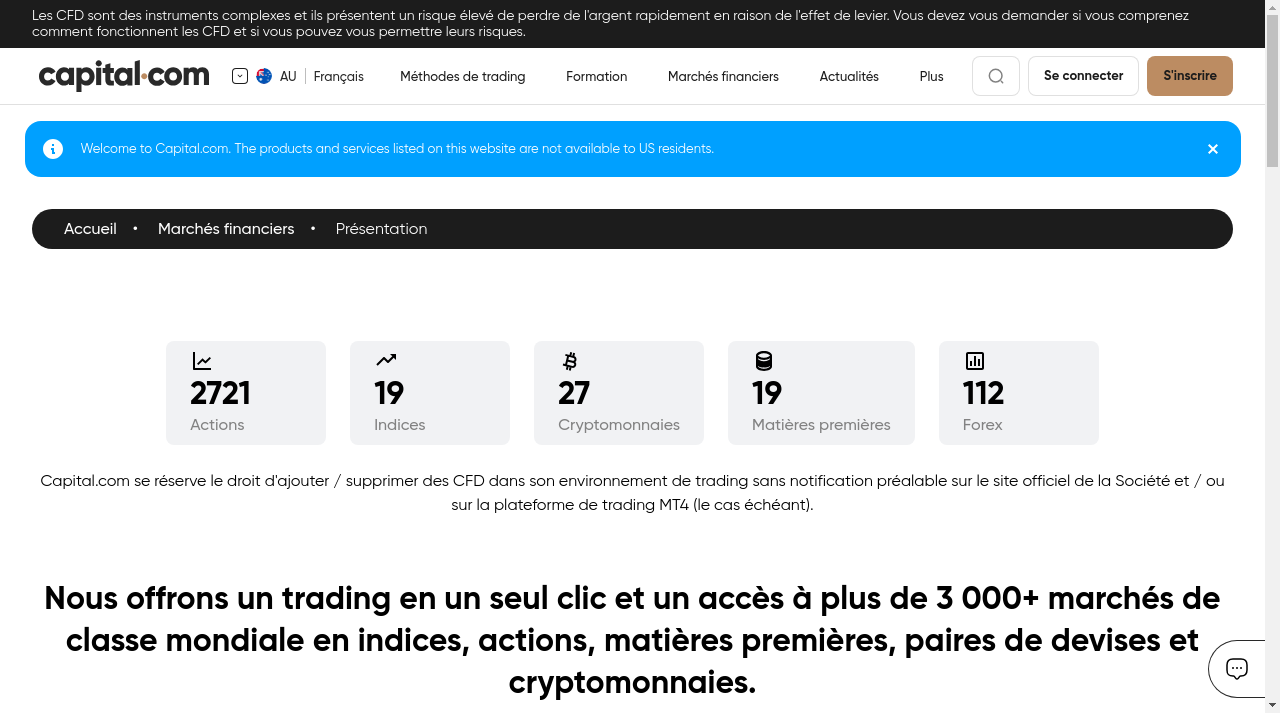 Les CFD sont des instruments complexes et ils présentent un risque élevé de perdre de l'argent rapidement en raison de l'effet de levier. Vous devez vous demander si vous comprenez
comment fonctionnent les CFD et si vous pouvez vous permettre leurs risques.
capital.com
AU
Français
Méthodes de trading
Formation
Marchés financiers
Actualités
Plus
Se connecter
S'inscrire
Welcome to Capital.com. The products and services listed on this website are not available to US residents.
Accueil • Marchés financiers • Présentation
2721
Actions
19
Indices
27
Cryptomonnaies
19
Matières premières
112
Forex
Capital.com se réserve le droit d'ajouter / supprimer des CFD dans son environnement de trading sans notification préalable sur le site officiel de la Société et / ou
sur la plateforme de trading MT4 (le cas échéant).
Nous offrons un trading en un seul clic et un accès à plus de 3 000+ marchés de
classe mondiale en indices, actions, matières premières, paires de devises et
cryptomonnaies.